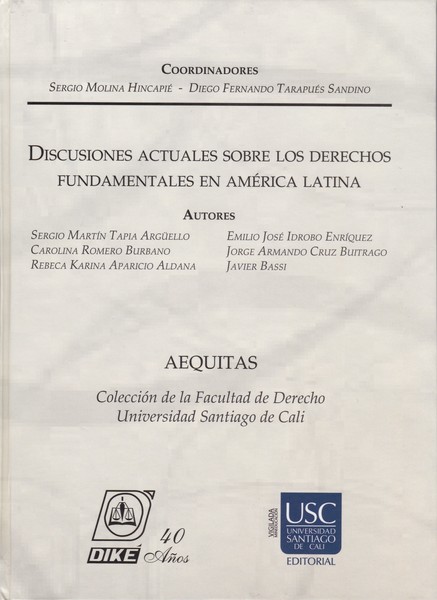 COORDINADORES
SERGIO MOLINA HINCAPIÉ - DIEGO FERNANDO TARAPUÉS SANDINO
DISCUSIONES ACTUALES SOBRE LOS DERECHOS
FUNDAMENTALES EN AMÉRICA LATINA
AUTORES
SERGIO MARTÍN TAPIA ARGÜELLO
CAROLINA ROMERO BURBANO
REBECA KARINA APARICIO ALDANA
EMILIO JOSÉ IDROBO ENRÍQUEZ
JORGE ARMANDO CRUZ BUITRAGO
JAVIER BASSI
AEQUITAS
Colección de la Facultad de Derecho
Universidad Santiago de Cali
DIKÉ
40
Años
VIGILADA
MINEDUCACIÓN
USC
UNIVERSIDAD
SANTIAGO
DE CALI
EDITORIAL